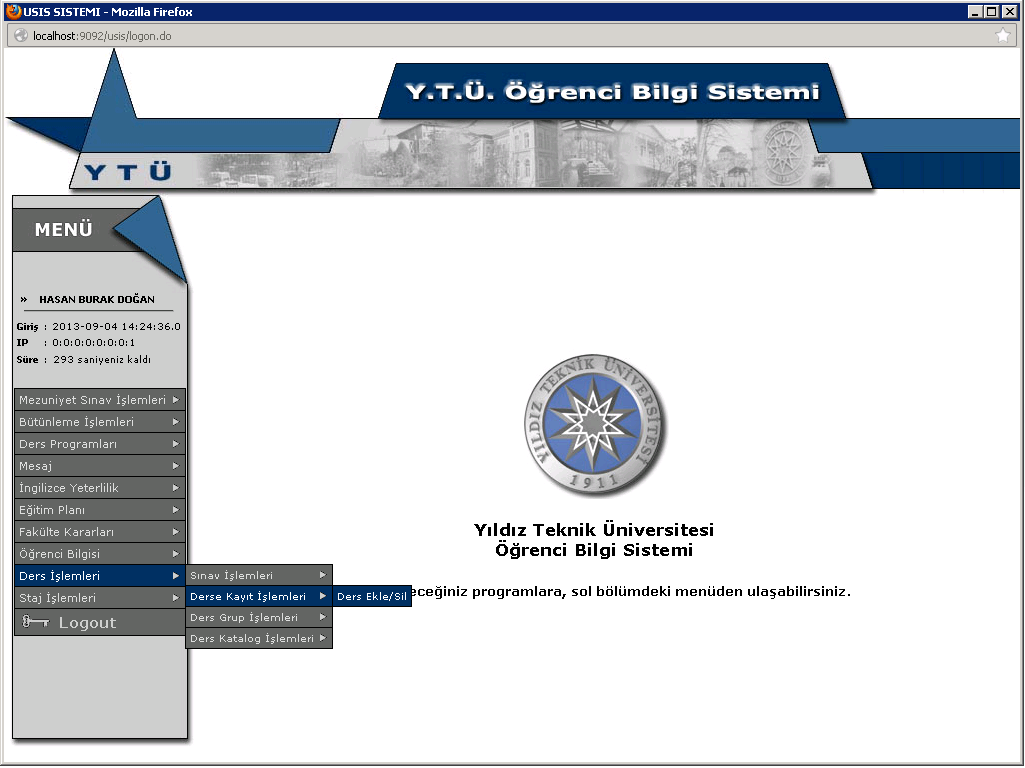 USIS SISTEMI - Mozilla Firefox
localhost:9092/usis/logon.do
Y.T.Ü. Öğrenci Bilgi Sistemi
Y T Ü
MENÜ
» HASAN BURAK DOĞAN
Giriş : 2013-09-04 14:24:36.0
IP : 0:0:0:0:0:0:0:1
Süre : 293 saniyeniz kaldı
Mezuniyet Sınav İşlemleri
Bütünleme İşlemleri
Ders Programları
Mesaj
İngilizce Yeterlilik
Eğitim Planı
Fakülte Kararları
Öğrenci Bilgisi
Ders İşlemleri
Staj İşlemleri
Logout
Sınav İşlemleri
Derse Kayıt İşlemleri
Ders Grup İşlemleri
Ders Katalog İşlemleri
Ders Ekle/Sil
YILDIZ TEKNİK ÜNİVERSİTESİ
1911
Yıldız Teknik Üniversitesi
Öğrenci Bilgi Sistemi
programlara, sol bölümdeki menüden ulaşabilirsiniz.